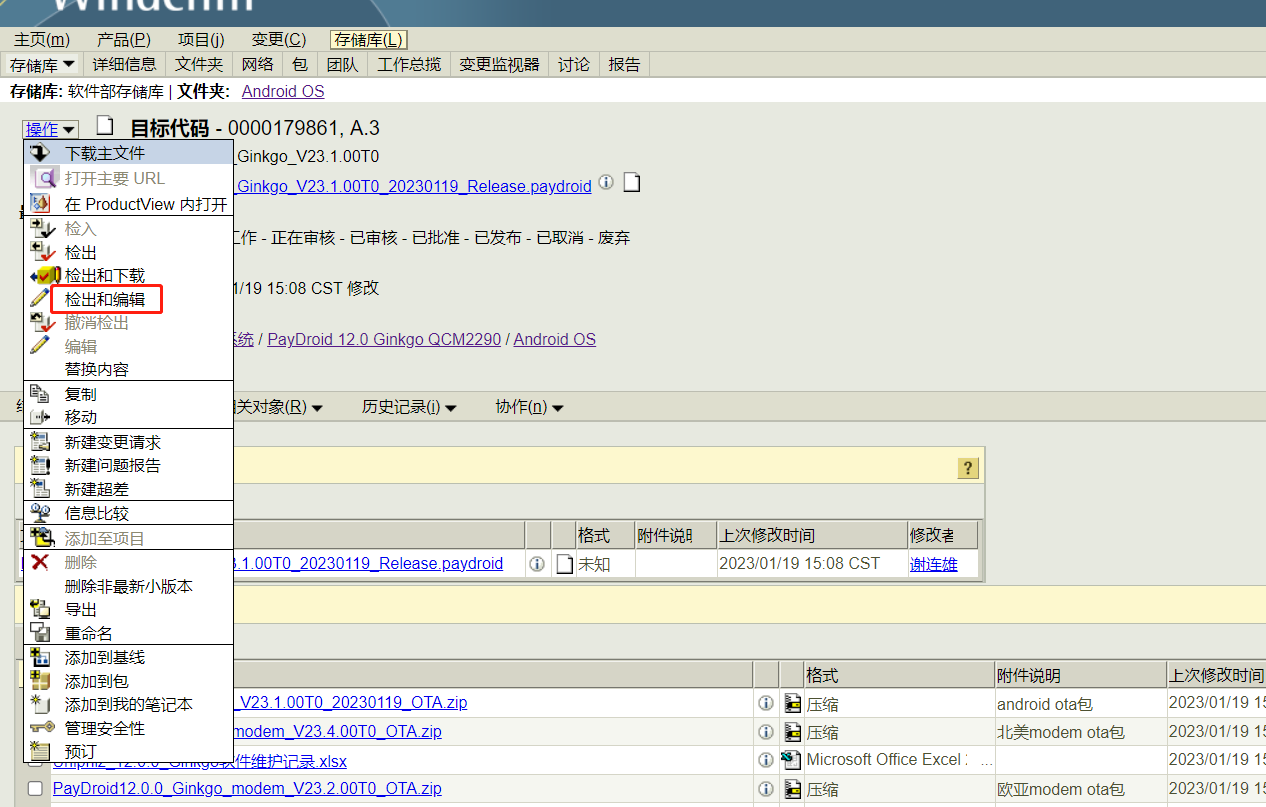 主页(m) 产品(P) 项目(j) 变更(C) 存储库(L)
存储库 详细信息 文件夹 网络 包 团队 工作总揽 变更监视器 讨论 报告
存储库: 软件部存储库 | 文件夹: Android OS
操作 目标代码 - 0000179861, A.3
下载主文件 _Ginkgo_V23.1.00T0
打开主要 URL _Ginkgo_V23.1.00T0_20230119_Release.paydroid
在 ProductView 内打开
检入 工作 - 正在审核 - 已审核 - 已批准 - 已发布 - 已取消 - 废弃
检出
检出和下载 1/19 15:08 CST 修改
检出和编辑
撤消检出
编辑 系统 / PayDroid 12.0 Ginkgo QCM2290 / Android OS
替换内容
复制
移动 相关对象(R) 历史记录(i) 协作(n)
新建变更请求
新建问题报告 ?
新建超差
信息比较
添加至项目 格式 附件说明 上次修改时间 修改者
删除 3.1.00T0_20230119_Release.paydroid 未知 2023/01/19 15:08 CST 谢连雄
删除非最新小版本
导出
重命名
添加到基线
添加到包 格式 附件说明 上次修改时间
添加到我的笔记本 _V23.1.00T0_20230119_OTA.zip 压缩 android ota包 2023/01/19 15
管理安全性 modem_V23.4.00T0_OTA.zip 压缩 北美modem ota包 2023/01/19 15
预订
_12.0.0_Ginkgo软件维护记录.xlsx Microsoft Office Excel ... 2023/01/19 15
PayDroid12.0.0_Ginkgo_modem_V23.2.00T0_OTA.zip 压缩 欧亚modem ota包 2023/01/19 15